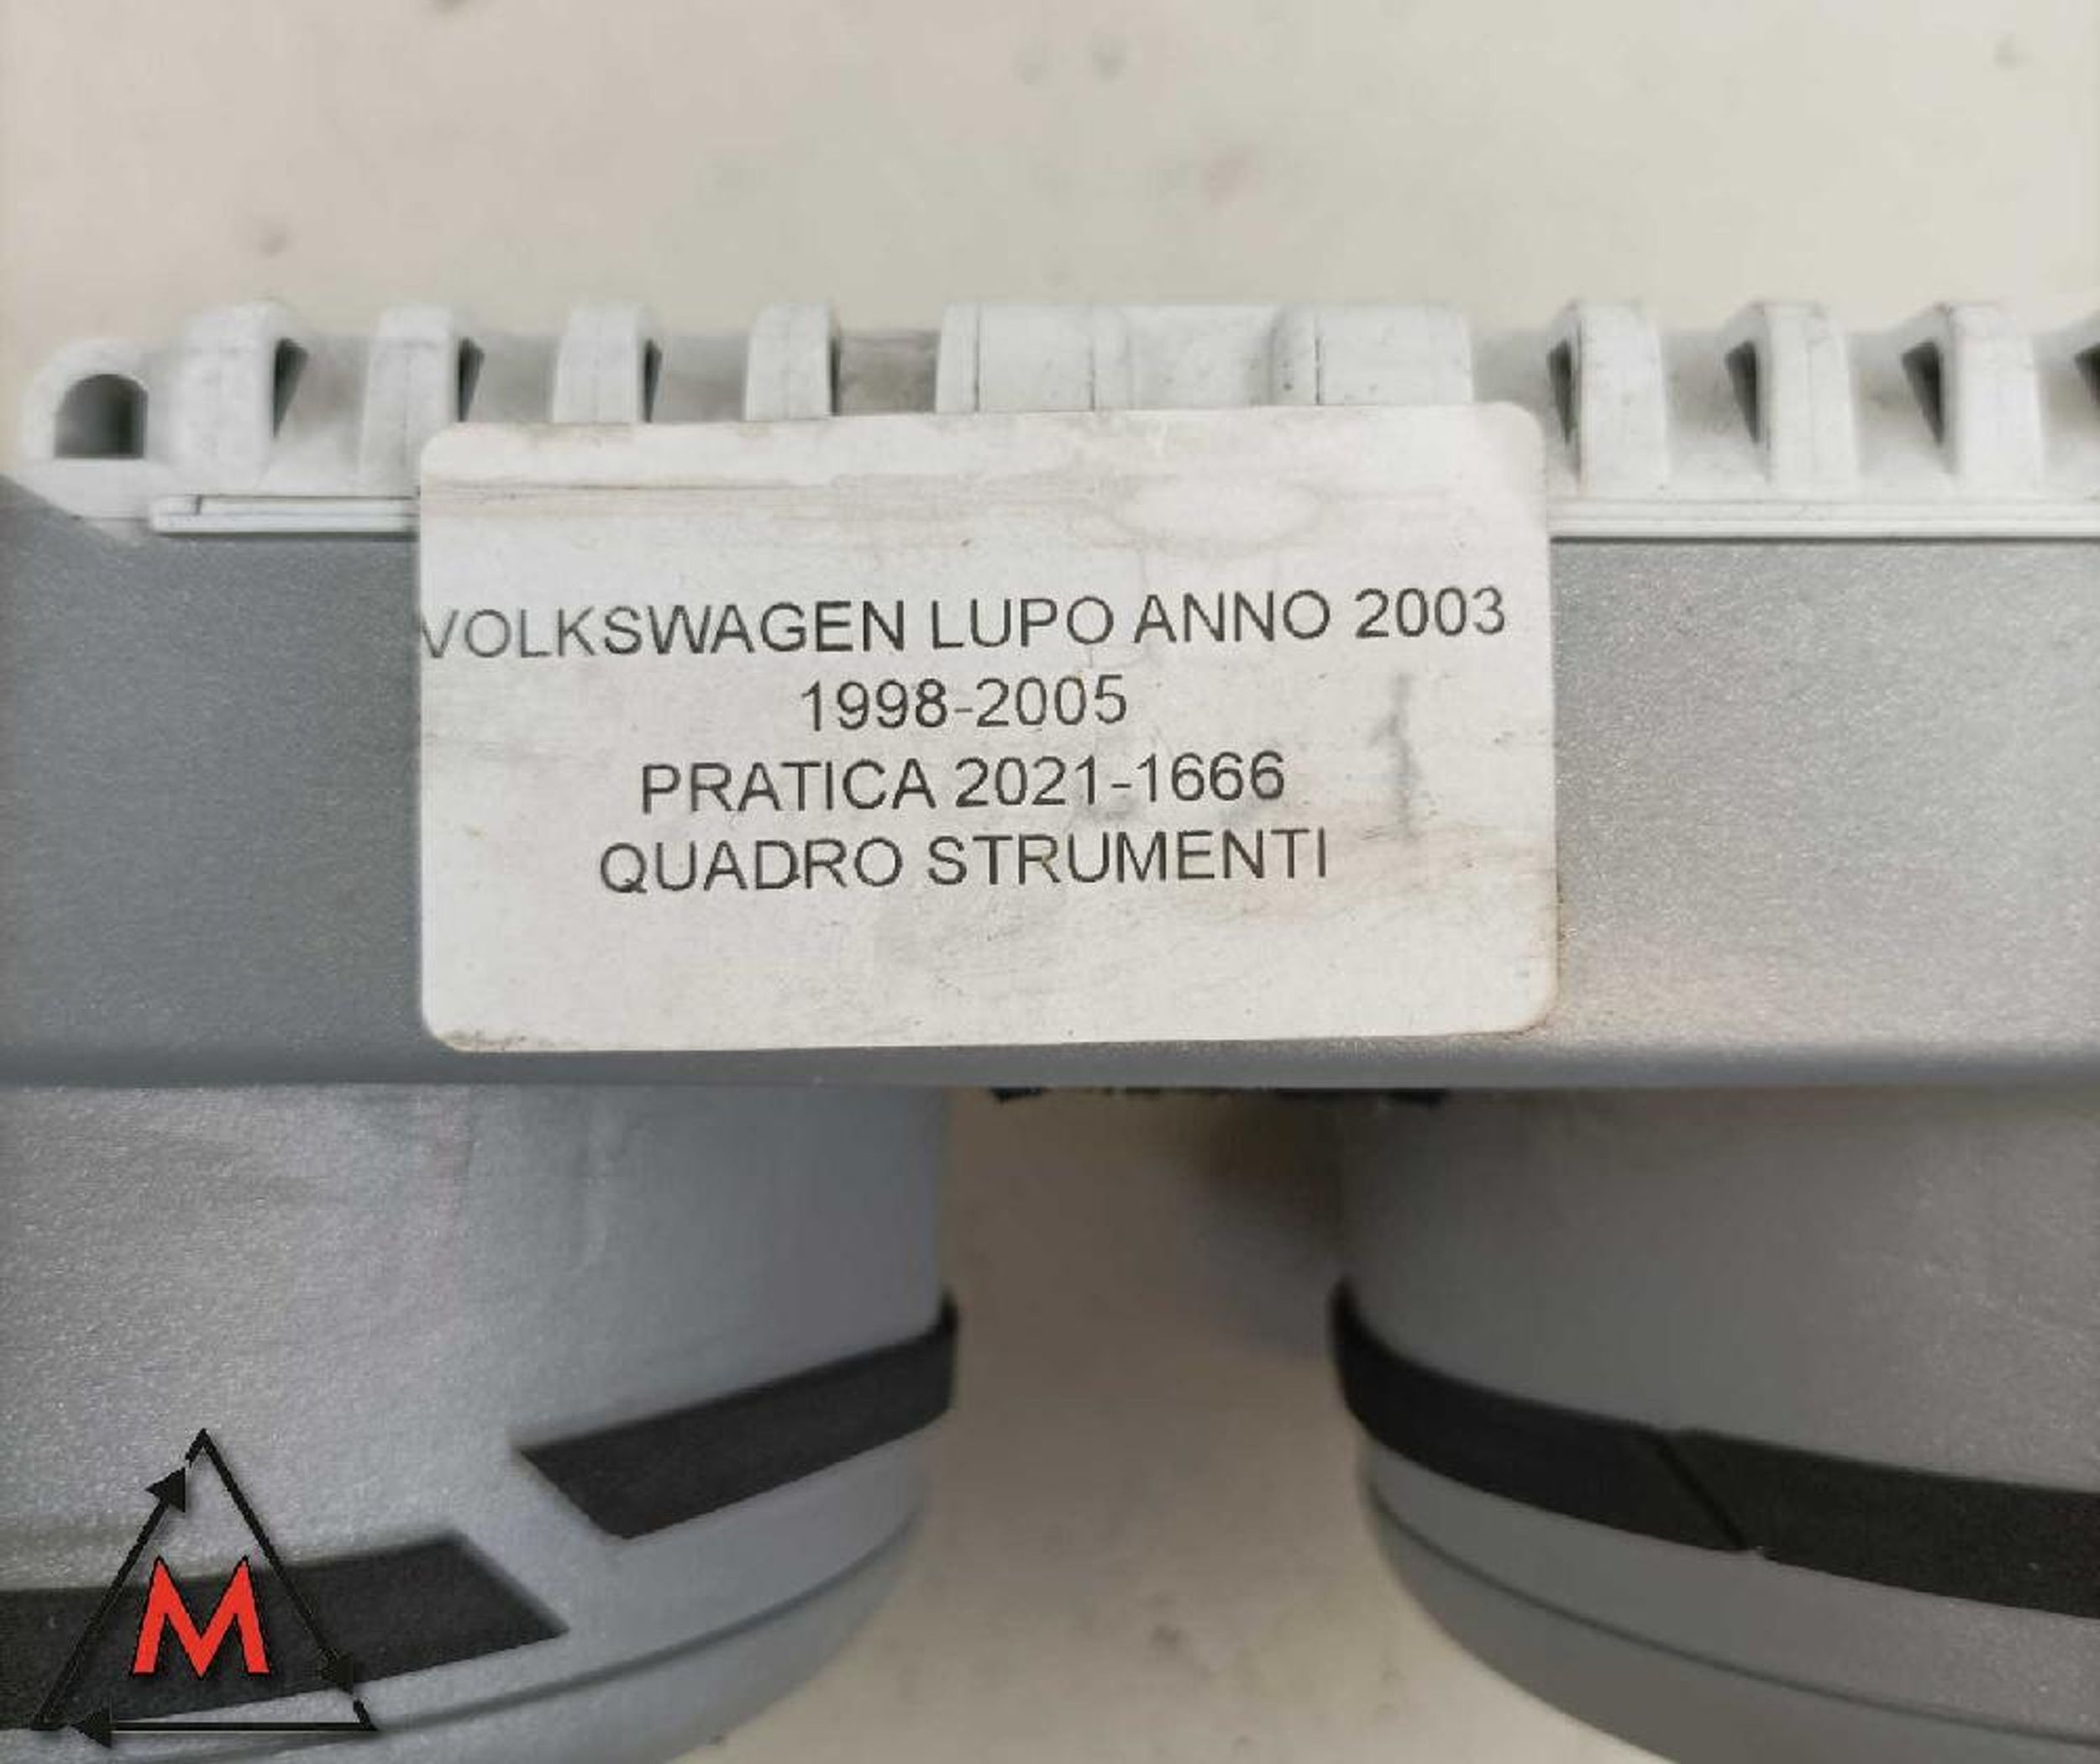 VOLKSWAGEN LUPO ANNO 2003
1998-2005
PRATICA 2021-1666
QUADRO STRUMENTI
M